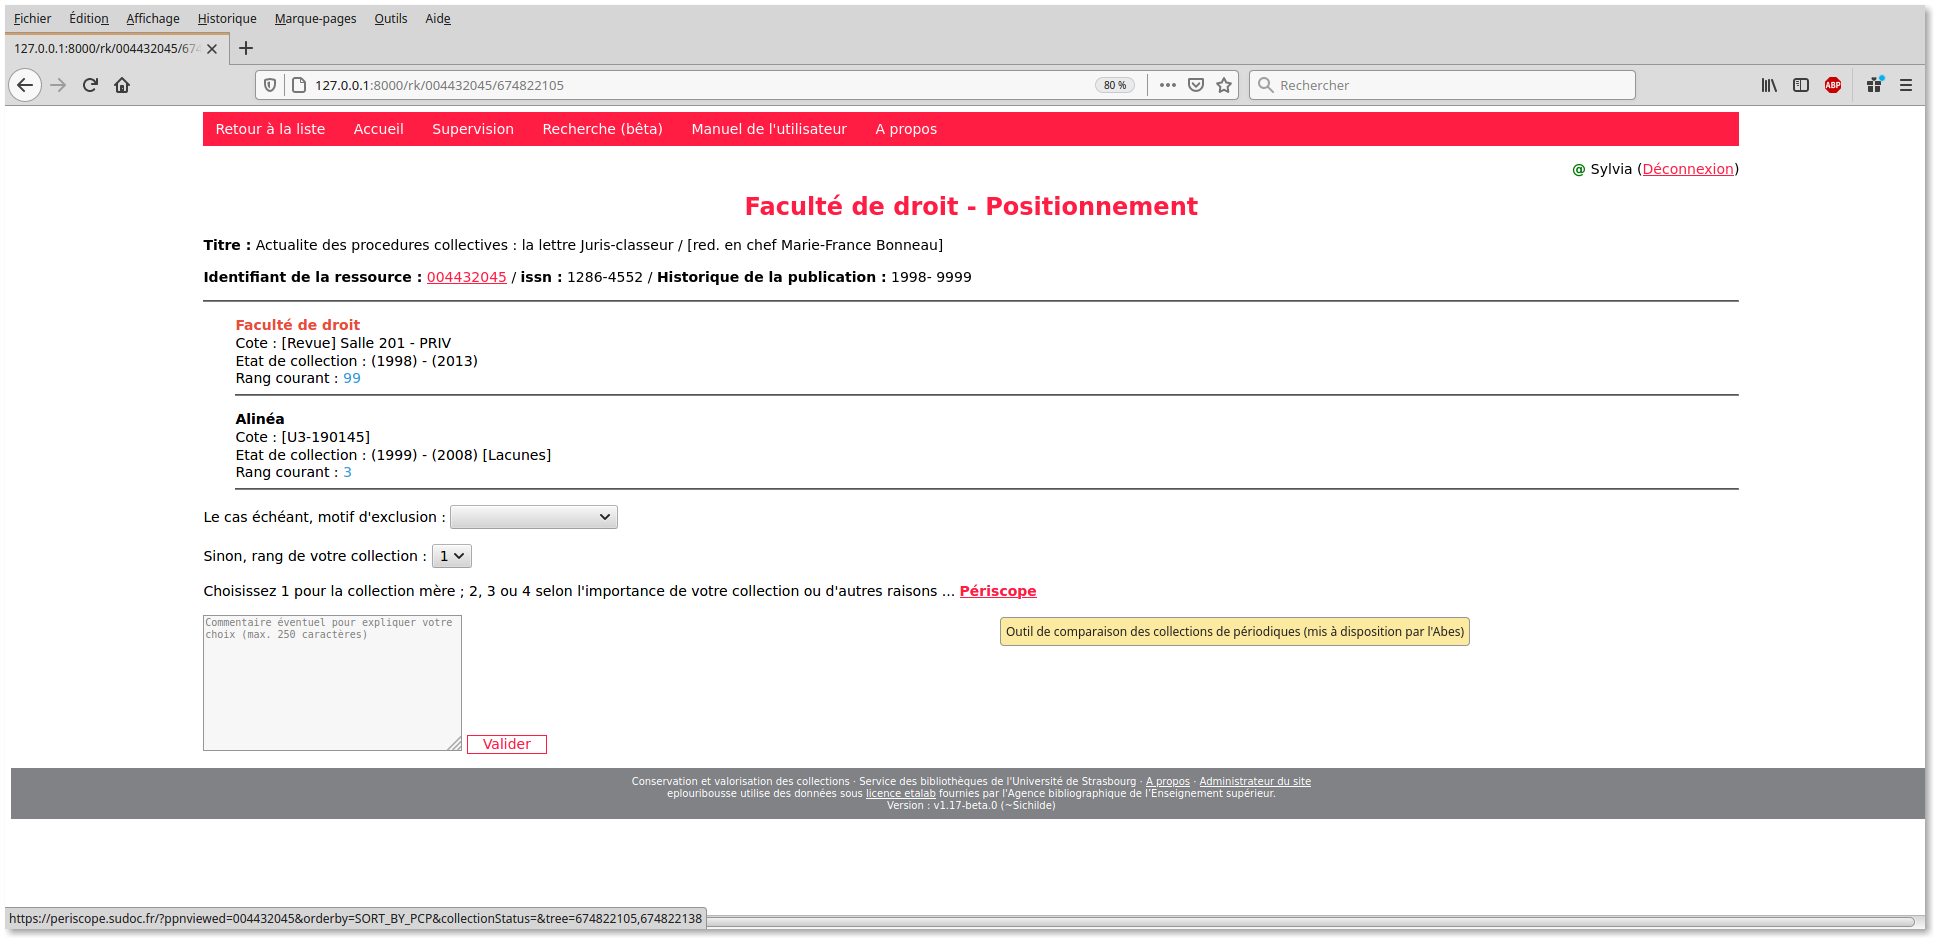 Fichier Édition Affichage Historique Marque-pages Outils Aide
127.0.0.1:8000/rk/004432045/674
127.0.0.1:8000/rk/004432045/674822105 80 % Rechercher ABP
Retour à la liste Accueil Supervision Recherche (bêta) Manuel de l'utilisateur A propos
@ Sylvia (Déconnexion)
Faculté de droit - Positionnement
Titre : Actualite des procedures collectives : la lettre Juris-classeur / [red. en chef Marie-France Bonneau]
Identifiant de la ressource : 004432045 / issn : 1286-4552 / Historique de la publication : 1998- 9999
Faculté de droit
Cote : [Revue] Salle 201 - PRIV
Etat de collection : (1998) - (2013)
Rang courant : 99
Alinéa
Cote : [U3-190145]
Etat de collection : (1999) - (2008) [Lacunes]
Rang courant : 3
Le cas échéant, motif d'exclusion :
Sinon, rang de votre collection : 1
Choisissez 1 pour la collection mère ; 2, 3 ou 4 selon l'importance de votre collection ou d'autres raisons ... Périscope
Commentaire éventuel pour expliquer votre
choix (max. 250 caractères)
Outil de comparaison des collections de périodiques (mis à disposition par l'Abes)
Valider
Conservation et valorisation des collections · Service des bibliothèques de l'Université de Strasbourg · A propos · Administrateur du site
eplouribousse utilise des données sous licence etalab fournies par l'Agence bibliographique de l'Enseignement supérieur.
Version : v1.17-beta.0 (~Sichilde)
https://periscope.sudoc.fr/?ppnviewed=004432045&orderby=SORT_BY_PCP&collectionStatus=&tree=674822105,674822138